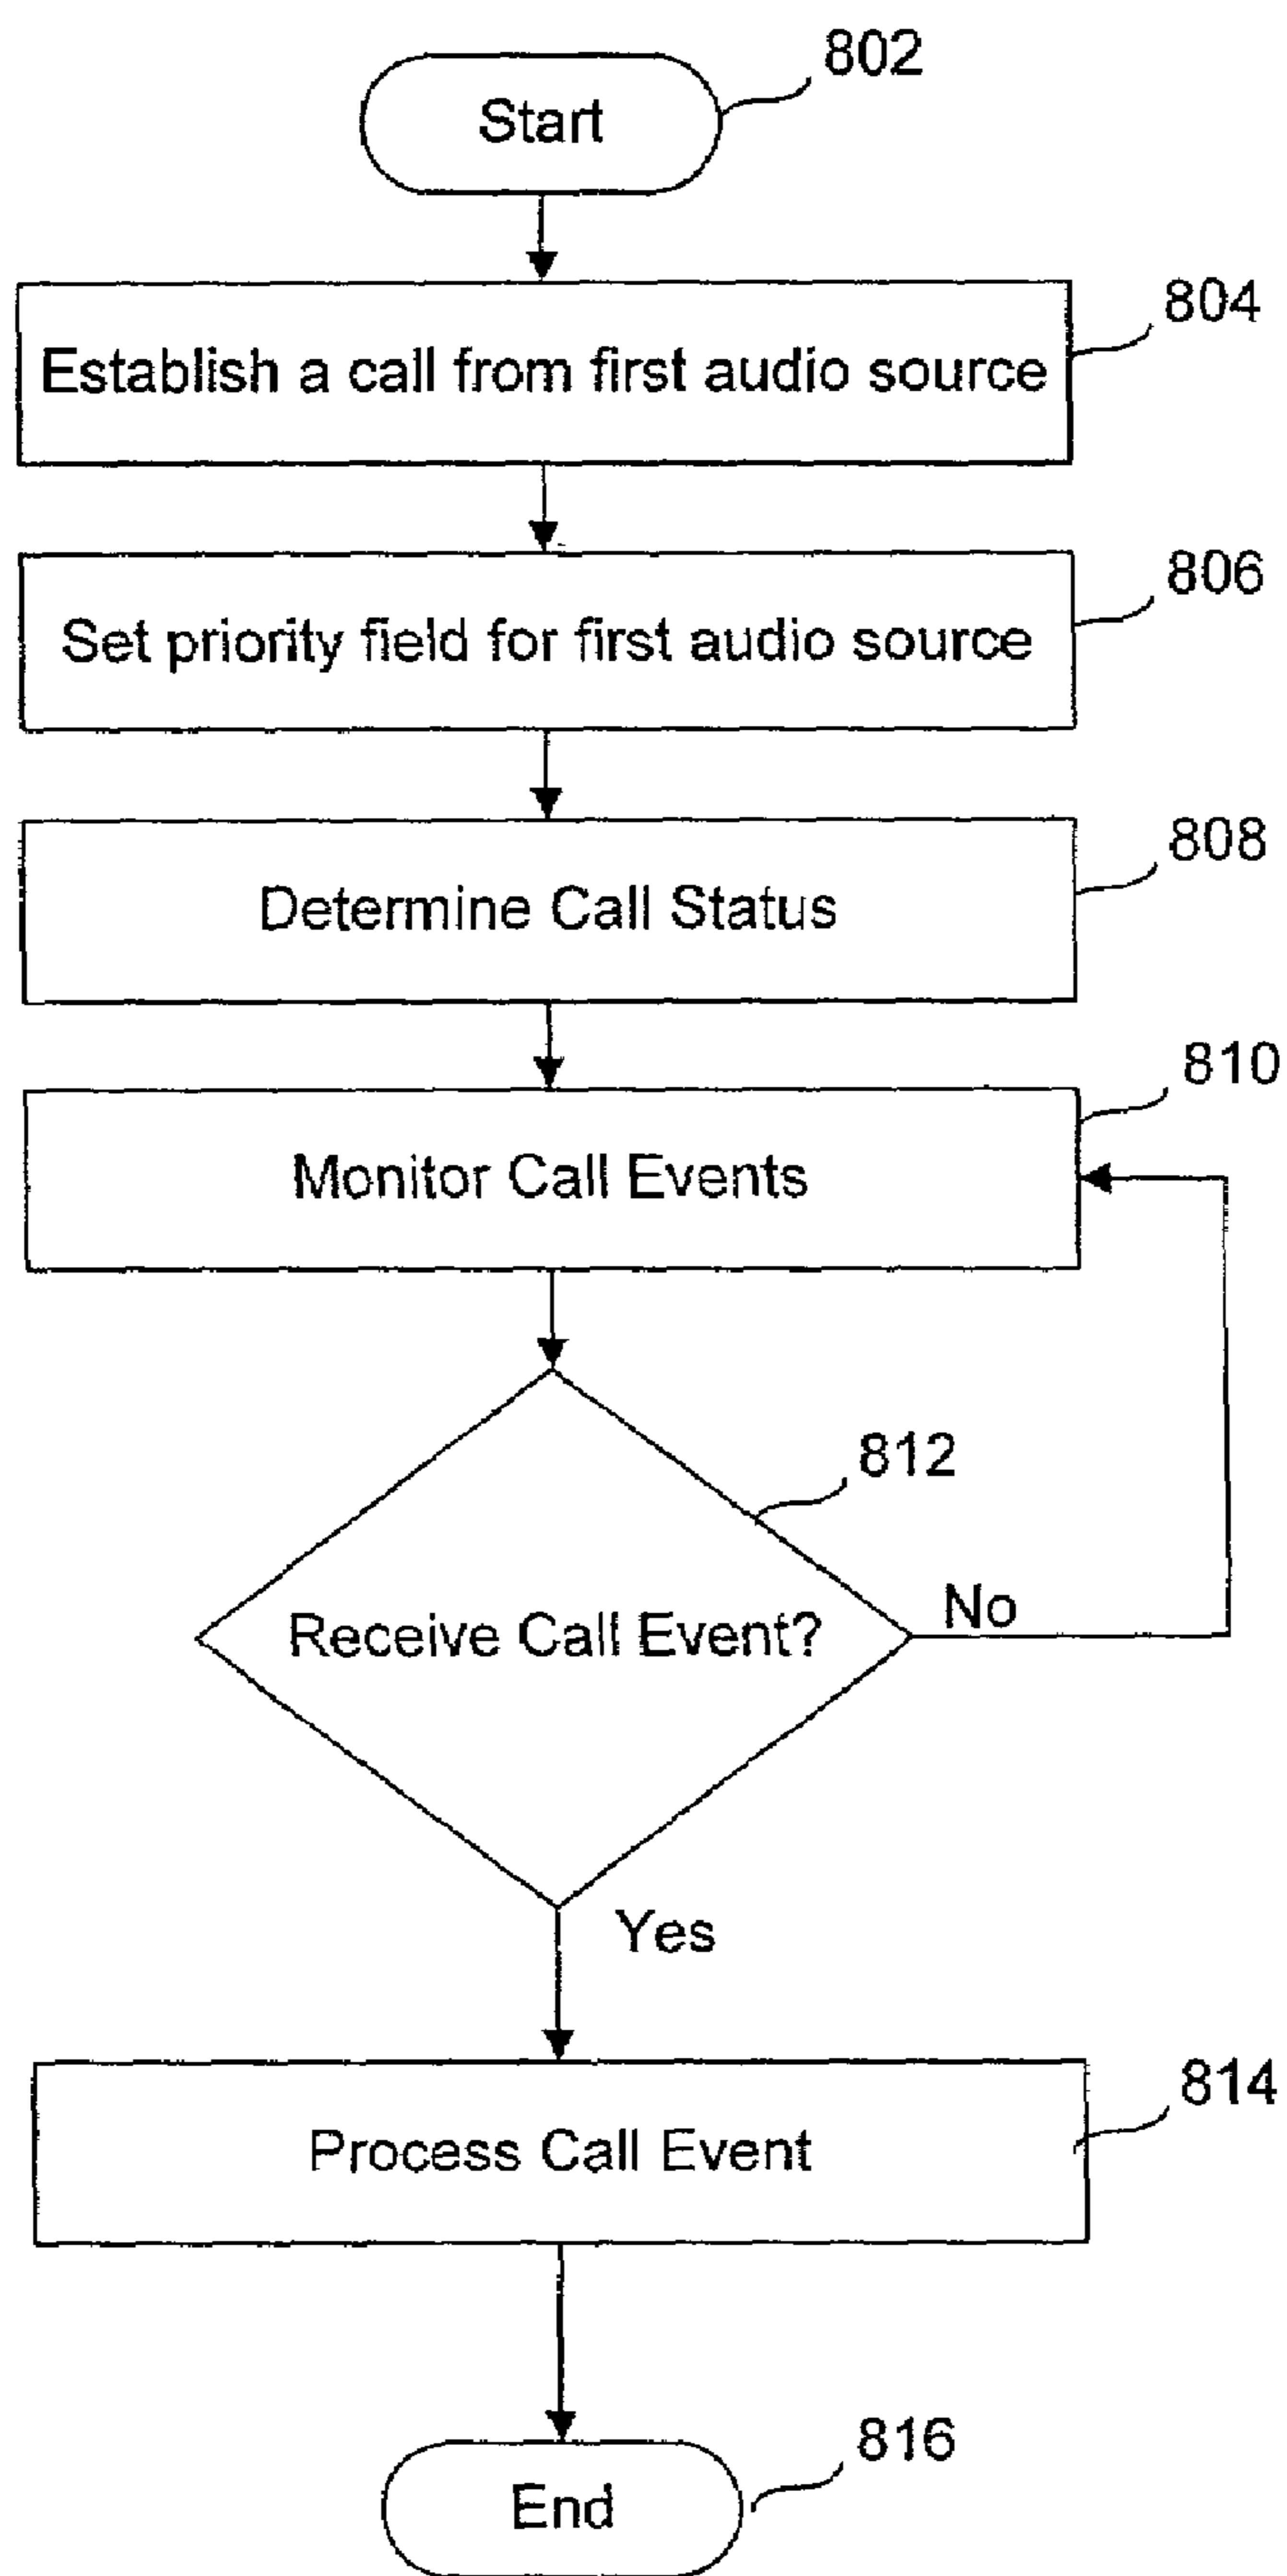 802
Start
804
Establish a call from first audio source
806
Set priority field for first audio source
808
Determine Call Status
810
Monitor Call Events
812
Receive Call Event?
No
Yes
814
Process Call Event
816
End